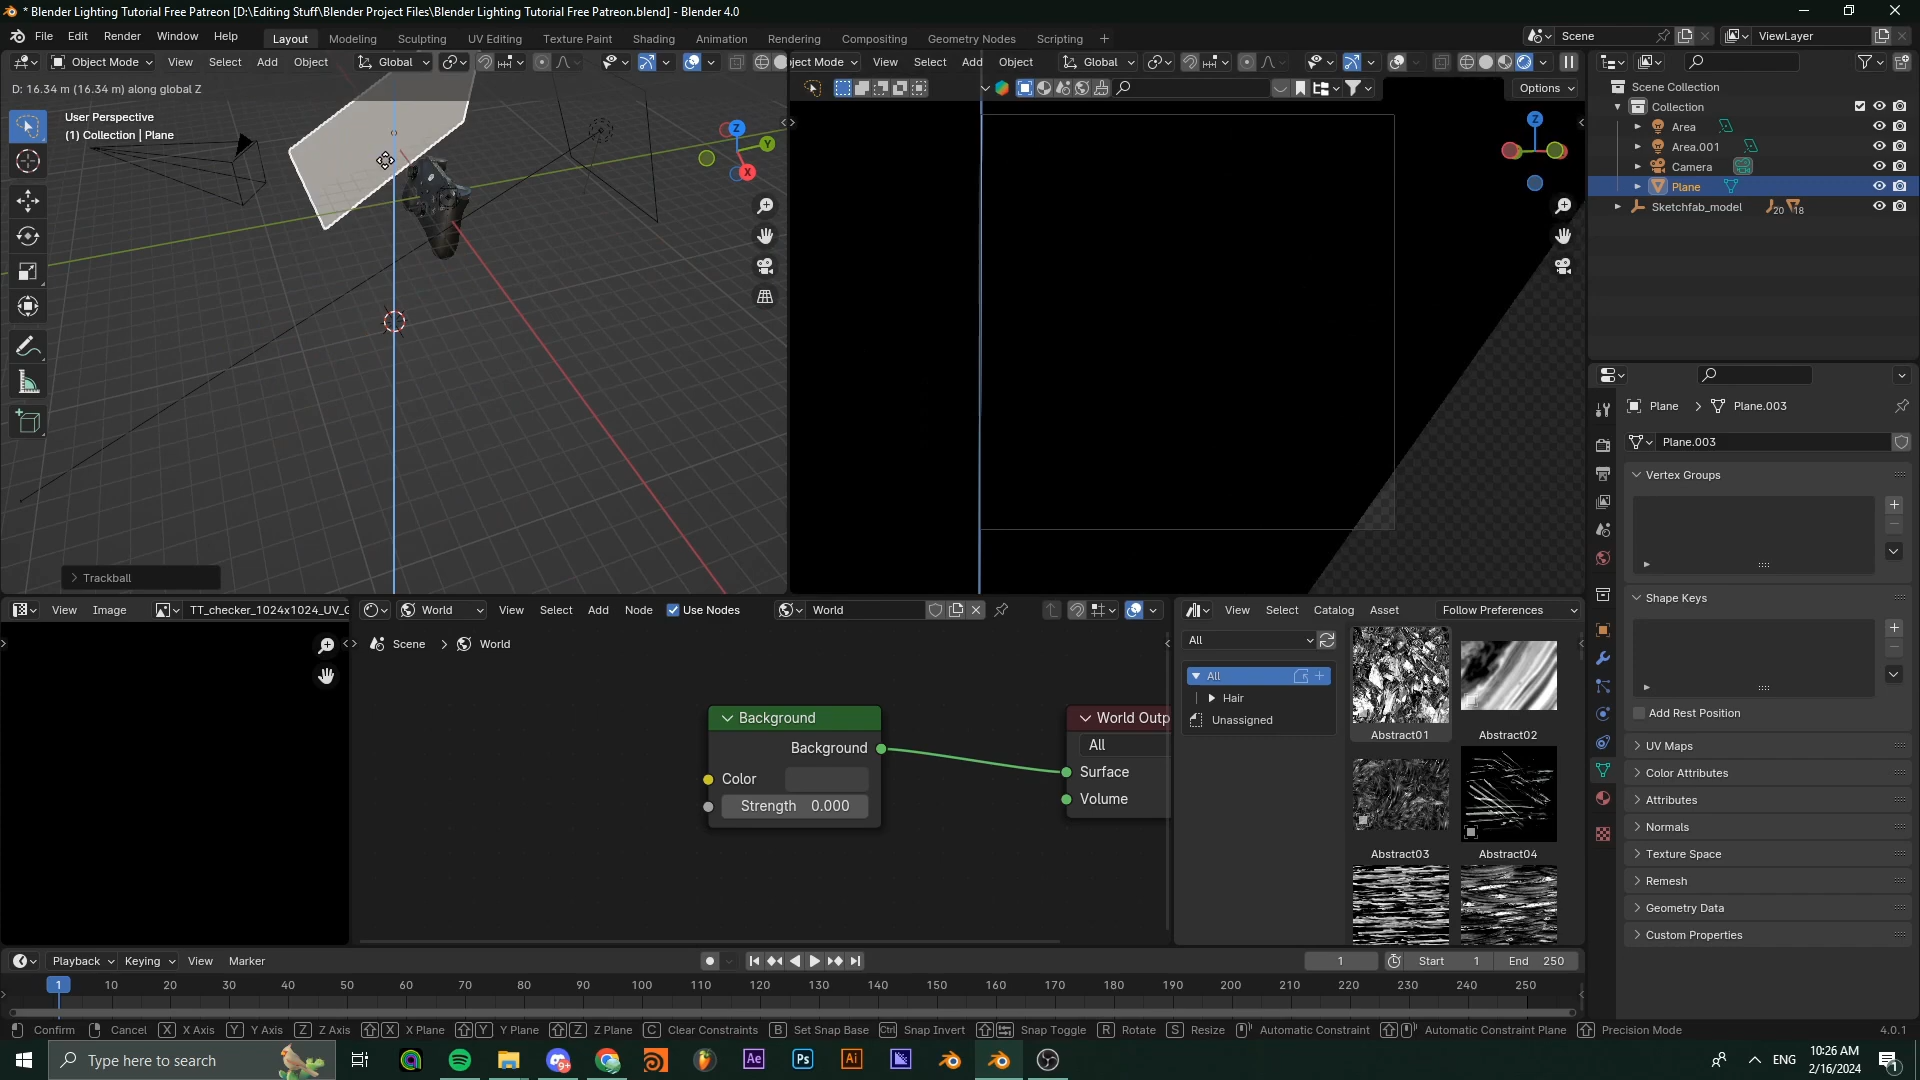 * Blender Lighting Tutorial Free Patreon [D:\Editing Stuff\Blender Project Files\Blender Lighting Tutorial Free Patreon.blend] - Blender 4.0
File Edit Render Window Help
Layout Modeling Sculpting UV Editing Texture Paint Shading Animation Rendering Compositing Geometry Nodes Scripting +
Scene
ViewLayer
Object Mode View Select Add Object Global
ject Mode View Select Add Object Global
D: 16.34 m (16.34 m) along global Z
Options
User Perspective
(1) Collection | Plane
Z
Y
X
Z
Trackball
Scene Collection
Collection
Area
Area.001
Camera
Plane
Sketchfab_model 20 18
Plane > Plane.003
Plane.003
Vertex Groups
Shape Keys
Add Rest Position
UV Maps
Color Attributes
Attributes
Normals
Texture Space
Remesh
Geometry Data
Custom Properties
View Image TT_checker_1024x1024_UV_G
World View Select Add Node Use Nodes World
Scene > World
Background
Background
Color
Strength 0.000
World Outp
All
Surface
Volume
View Select Catalog Asset Follow Preferences
All
All
Hair
Unassigned
Abstract01
Abstract02
Abstract03
Abstract04
Playback Keying View Marker
1 Start 1 End 250
1 10 20 30 40 50 60 70 80 90 100 110 120 130 140 150 160 170 180 190 200 210 220 230 240 250
Confirm Cancel X X Axis Y Y Axis Z Z Axis X X Plane Y Y Plane Z Z Plane C Clear Constraints B Set Snap Base Ctrl Snap Invert Snap Toggle R Rotate S Resize Automatic Constraint Automatic Constraint Plane Precision Mode 4.0.1
Type here to search
9+
Ae
Ps
Ai
ENG
10:26 AM
2/16/2024
1